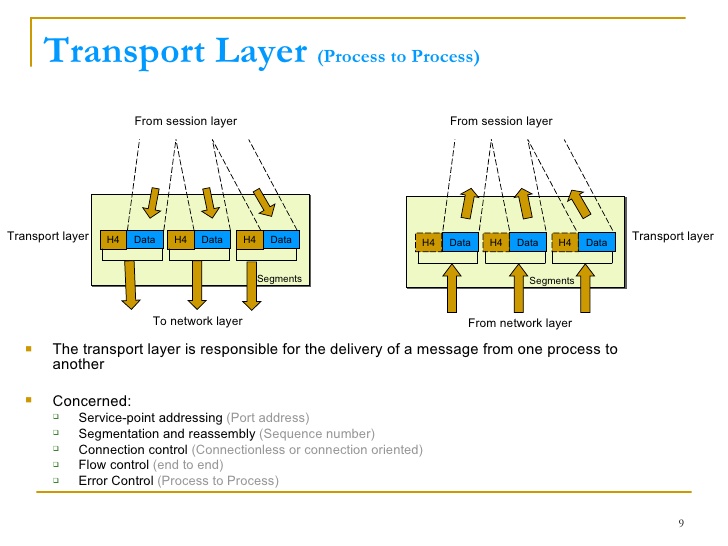 Transport Layer (Process to Process)
From session layer
From session layer
Transport layer
H4 Data H4 Data H4 Data
Segments
To network layer
H4 Data H4 Data H4 Data
Transport layer
Segments
From network layer
The transport layer is responsible for the delivery of a message from one process to
another
Concerned:
Service-point addressing (Port address)
Segmentation and reassembly (Sequence number)
Connection control (Connectionless or connection oriented)
Flow control (end to end)
Error Control (Process to Process)
9